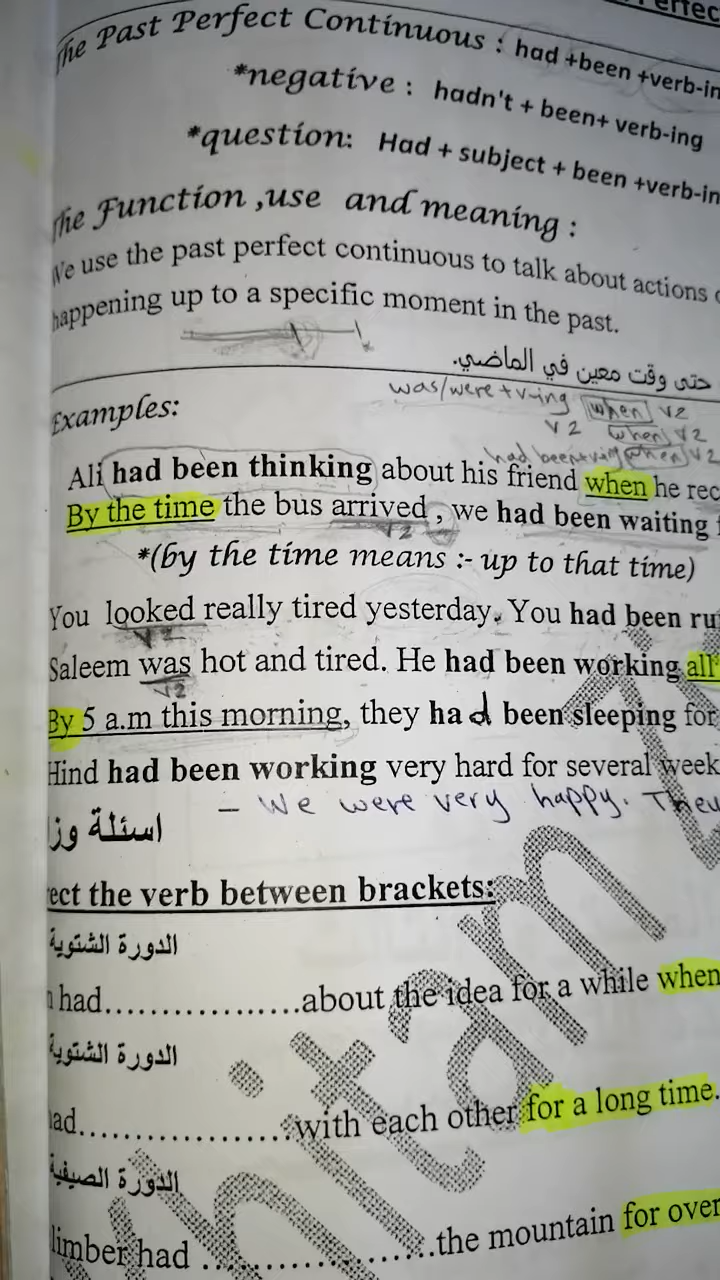 The Past Perfect Continuous : had +been +verb-in
*negative : hadn't + been+ verb-ing
*question: Had + subject + been +verb-in
The Function ,use and meaning :
We use the past perfect continuous to talk about actions
happening up to a specific moment in the past.
حتى وقت معين في الماضي.
was/were+v-ing when v2
v2 when v2
had been+ving when v2
Examples:
Ali had been thinking about his friend when he rec
By the time the bus arrived , we had been waiting
v2
*(by the time means :- up to that time)
You looked really tired yesterday. You had been ru
v2
Saleem was hot and tired. He had been working all
v2
By 5 a.m this morning, they had been sleeping for
Hind had been working very hard for several week
– We were very happy. They
اسئلة وز
rect the verb between brackets:
الدورة الشتوية
had.................about the idea for a while when
الدورة الشتوية
ad...................with each other for a long time.
الدورة الصيفية
limber had ....................the mountain for over